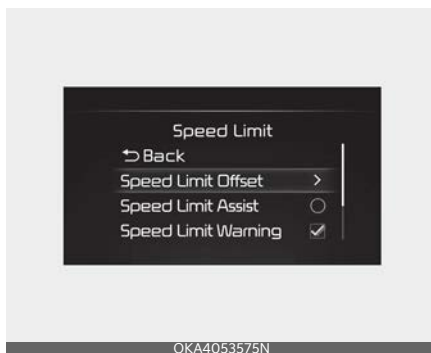 Speed Limit
Back
Speed Limit Offset
Speed Limit Assist
Speed Limit Warning
OKA4053575N